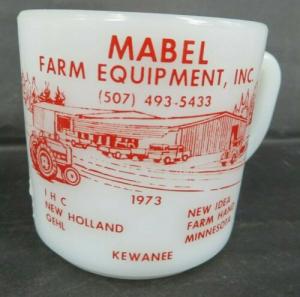 MABEL
FARM EQUIPMENT, INC
(507) 493-5433
1973
I H C
NEW HOLLAND
GEHL
NEW IDEA
FARM HAND
MINNESOTA
KEWANEE